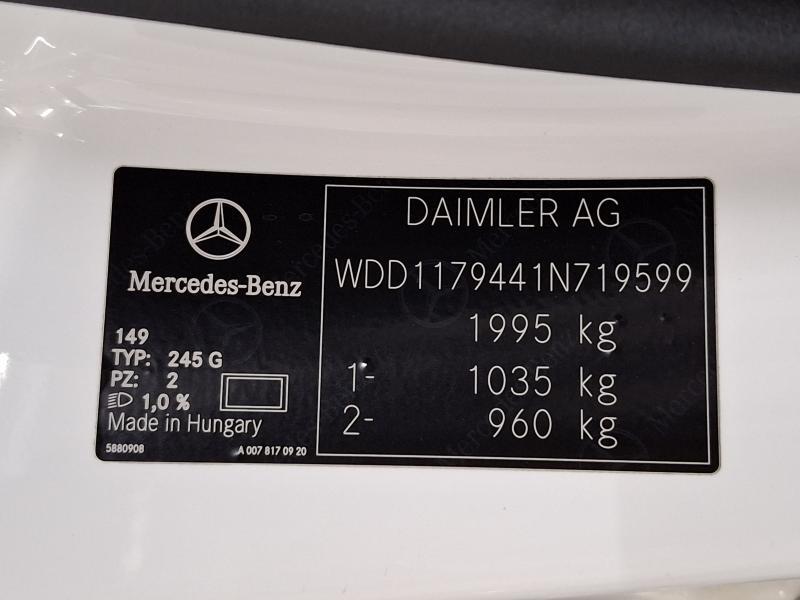 Mercedes-Benz
149
TYP: 245 G
PZ: 2
1,0 %
Made in Hungary
5880908 A 007 817 09 20
DAIMLER AG
WDD1179441N719599
1995 kg
1- 1035 kg
2- 960 kg